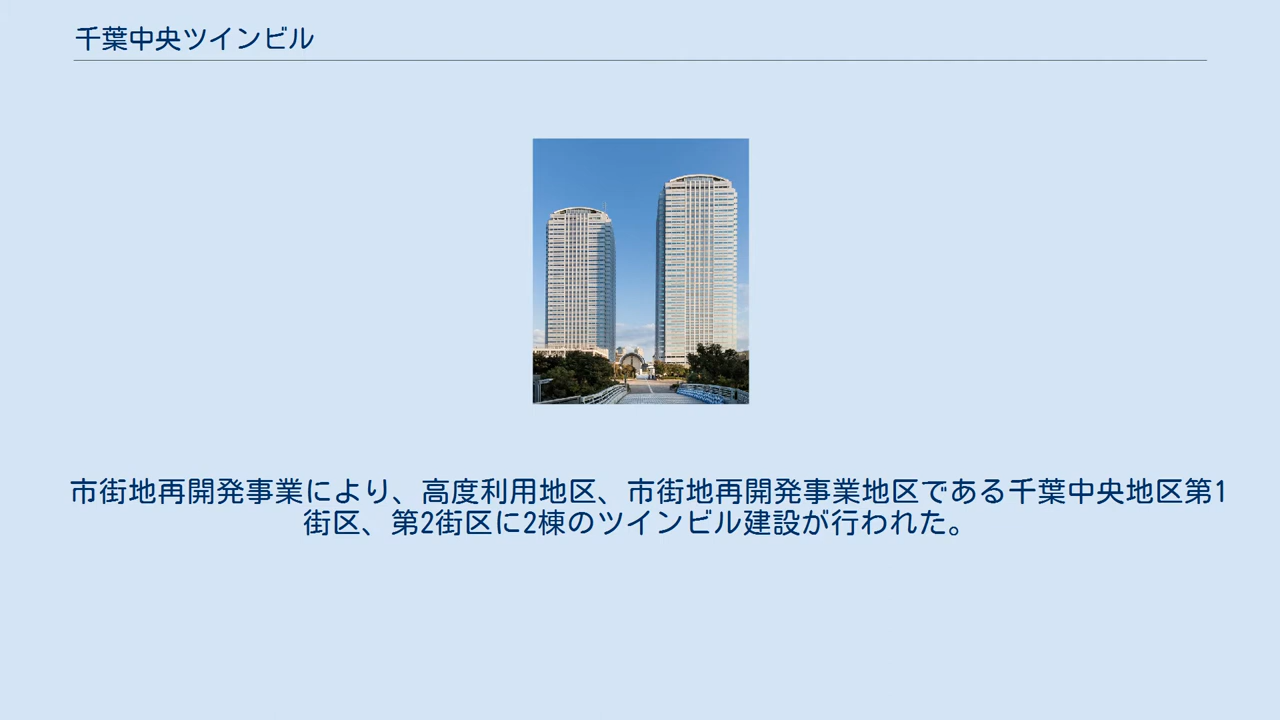 千葉中央ツインビル
市街地再開発事業により、高度利用地区、市街地再開発事業地区である千葉中央地区第1
街区、第2街区に2棟のツインビル建設が行われた。